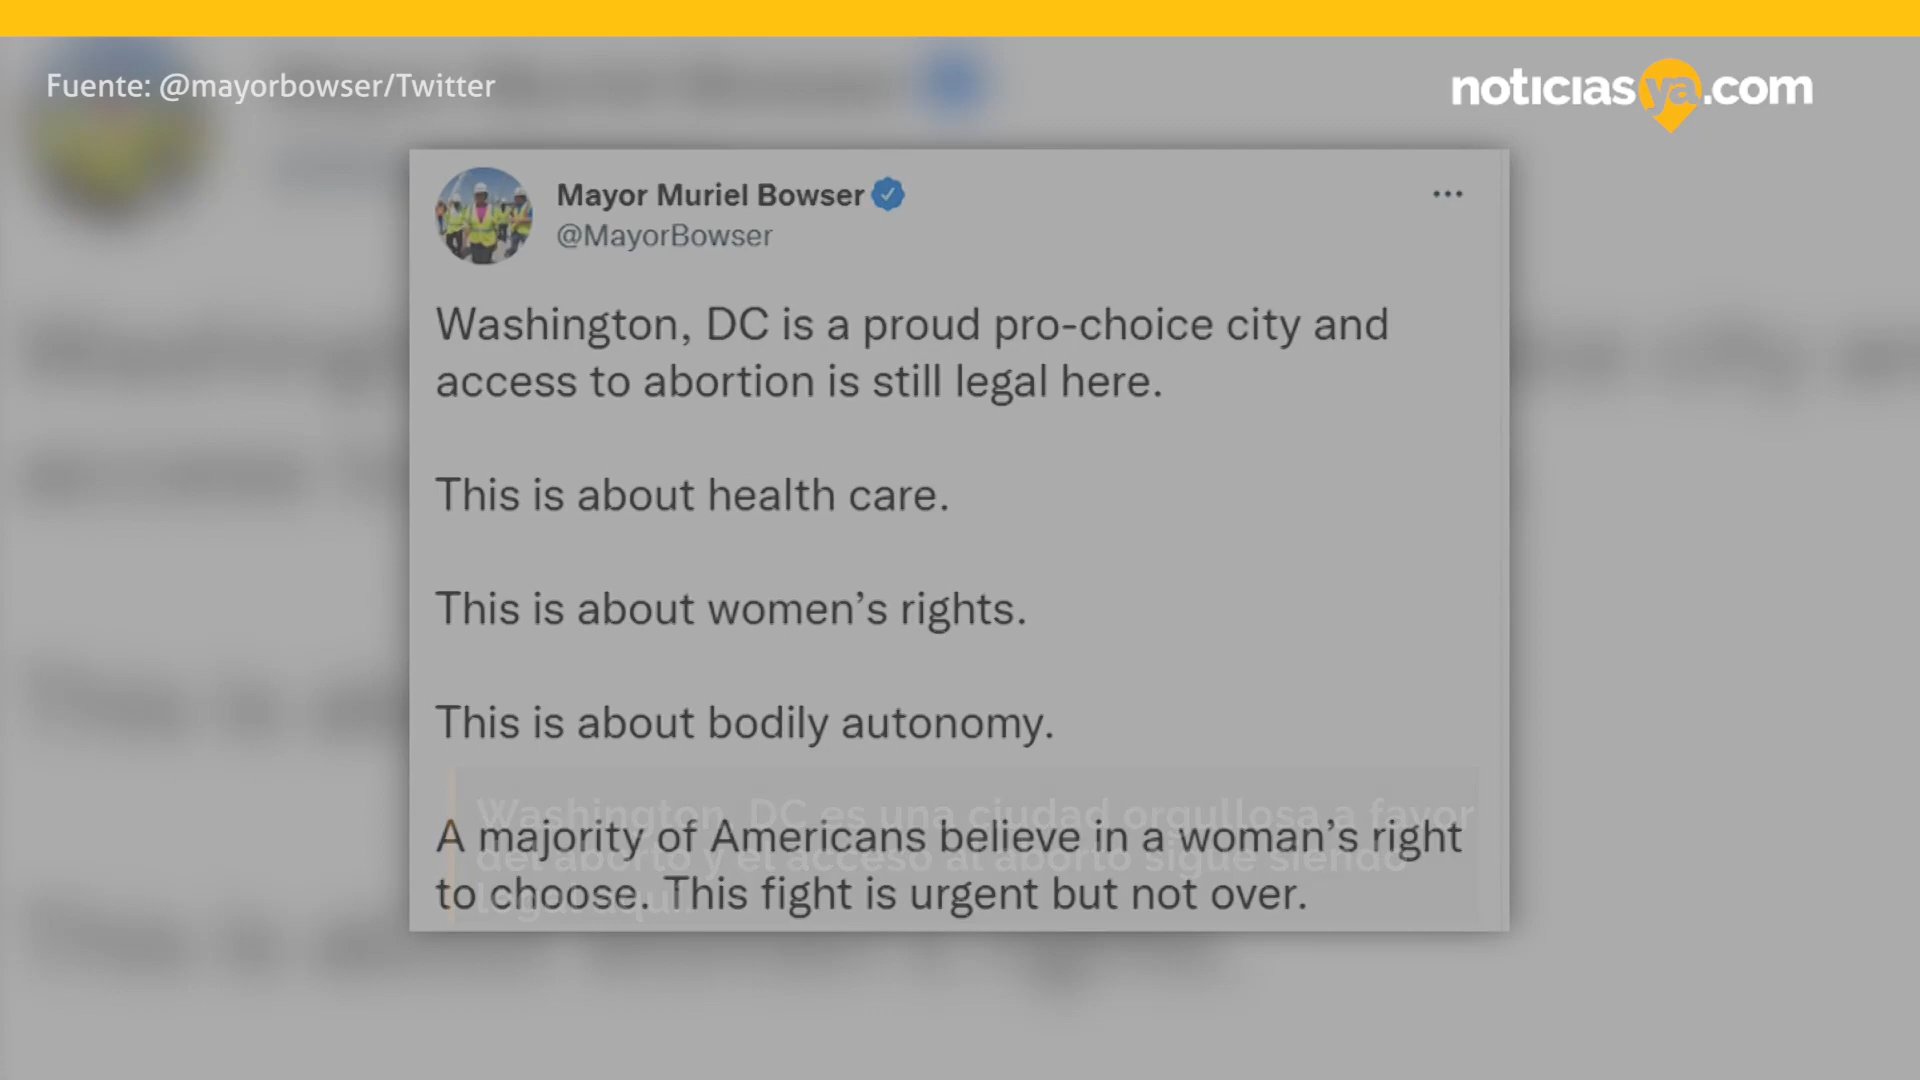 Fuente: @mayorbowser/Twitter
noticiasya.com
Mayor Muriel Bowser
@MayorBowser
Washington, DC is a proud pro-choice city and
access to abortion is still legal here.
This is about health care.
This is about women’s rights.
This is about bodily autonomy.
A majority of Americans believe in a woman’s right
to choose. This fight is urgent but not over.
Washington, DC es una ciudad orgullosa a favor
del aborto y el acceso al aborto sigue siendo
legal aquí.